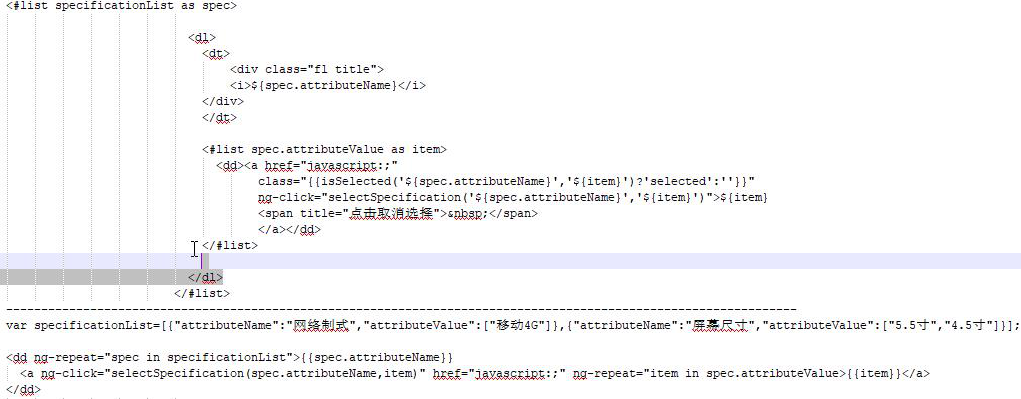 <#list specificationList as spec>
<dl>
<dt>
<div class="fl title">
<i>${spec.attributeName}</i>
</div>
</dt>
<#list spec.attributeValue as item>
<dd><a href="javascript:;"
class="{{isSelected('${spec.attributeName}','${item}')?'selected':''}}"
ng-click="selectSpecification('${spec.attributeName}','${item}')">${item}
<span title="点击取消选择">&nbsp;</span>
</a></dd>
</#list>
</dl>
</#list>
var specificationList=[{"attributeName":"网络制式","attributeValue":["移动4G"]},{"attributeName":"屏幕尺寸","attributeValue":["5.5寸","4.5寸"]}];
<dd ng-repeat="spec in specificationList">{{spec.attributeName}}
<a ng-click="selectSpecification(spec.attributeName,item)" href="javascript:;" ng-repeat="item in spec.attributeValue>{{item}}</a>
</dd>